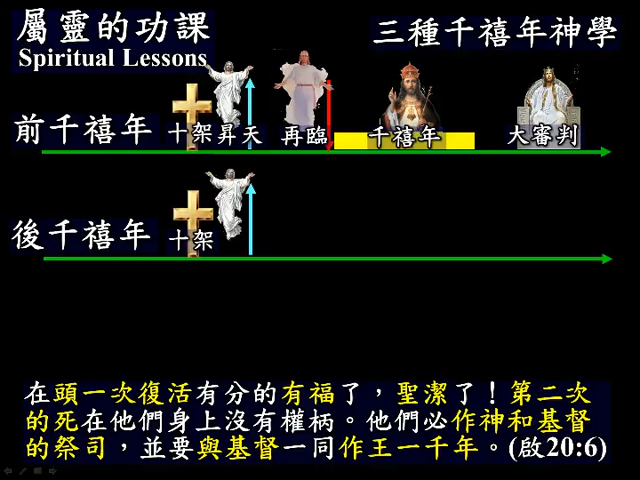 屬靈的功課
Spiritual Lessons
三種千禧年神學
前千禧年
十架 昇天 再臨 千禧年 大審判
後千禧年
十架
在頭一次復活有分的有福了，聖潔了！第二次
的死在他們身上沒有權柄。他們必作神和基督
的祭司，並要與基督一同作王一千年。(啟20:6)